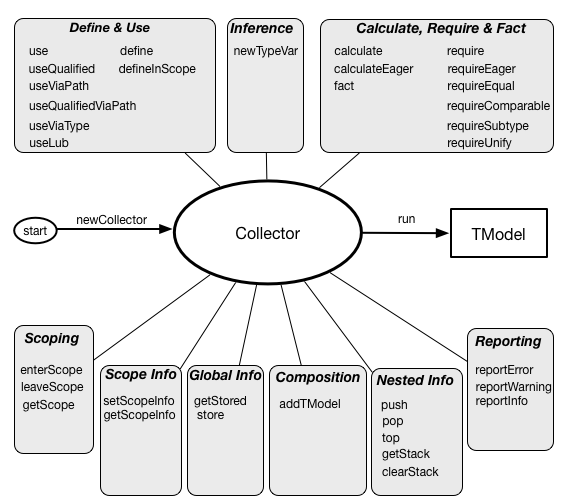 Define & Use
use define
useQualified defineInScope
useViaPath
useQualifiedViaPath
useViaType
useLub
Inference
newTypeVar
Calculate, Require & Fact
calculate require
calculateEager requireEager
fact requireEqual
requireComparable
requireSubtype
requireUnify
start
newCollector
Collector
run
TModel
Scoping
enterScope
leaveScope
getScope
Scope Info
setScopeInfo
getScopeInfo
Global Info
getStored
store
Composition
addTModel
Nested Info
push
pop
top
getStack
clearStack
Reporting
reportError
reportWarning
reportInfo